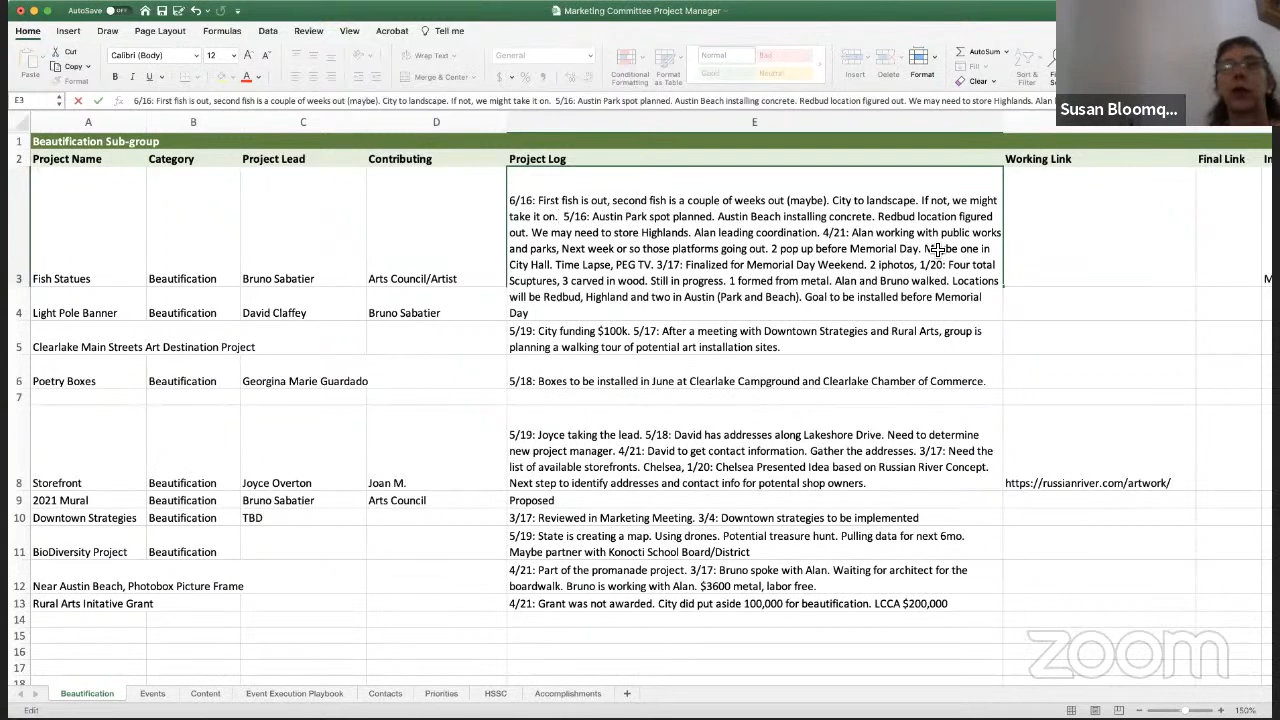 AutoSave OFF Marketing Committee Project Manager
Home Insert Draw Page Layout Formulas Data Review View Acrobat Tell me
Cut Calibri (Body) 12 Wrap Text General Normal Bad AutoSum
Copy Fill
Paste Format Merge & Center Conditional Formatting Format as Table Good Neutral Insert Delete Format Clear Sort & Filter
E3 6/16: First fish is out, second fish is a couple of weeks out (maybe). City to landscape. If not, we might take it on. 5/16: Austin Park spot planned. Austin Beach installing concrete. Redbud location figured out. We may need to store Highlands. Alan
Susan Bloomq...
A B C D E
1 Beautification Sub-group
2 Project Name Category Project Lead Contributing Project Log Working Link Final Link
6/16: First fish is out, second fish is a couple of weeks out (maybe). City to landscape. If not, we might
take it on. 5/16: Austin Park spot planned. Austin Beach installing concrete. Redbud location figured
out. We may need to store Highlands. Alan leading coordination. 4/21: Alan working with public works
and parks, Next week or so those platforms going out. 2 pop up before Memorial Day. Maybe one in
City Hall. Time Lapse, PEG TV. 3/17: Finalized for Memorial Day Weekend. 2 iphotos, 1/20: Four total
3 Fish Statues Beautification Bruno Sabatier Arts Council/Artist Scuptures, 3 carved in wood. Still in progress. 1 formed from metal. Alan and Bruno walked. Locations
will be Redbud, Highland and two in Austin (Park and Beach). Goal to be installed before Memorial
4 Light Pole Banner Beautification David Claffey Bruno Sabatier Day
5/19: City funding $100k. 5/17: After a meeting with Downtown Strategies and Rural Arts, group is
5 Clearlake Main Streets Art Destination Project planning a walking tour of potential art installation sites.
6 Poetry Boxes Beautification Georgina Marie Guardado 5/18: Boxes to be installed in June at Clearlake Campground and Clearlake Chamber of Commerce.
7
5/19: Joyce taking the lead. 5/18: David has addresses along Lakeshore Drive. Need to determine
new project manager. 4/21: David to get contact information. Gather the addresses. 3/17: Need the
list of available storefronts. Chelsea, 1/20: Chelsea Presented Idea based on Russian River Concept.
8 Storefront Beautification Joyce Overton Joan M. Next step to identify addresses and contact info for potental shop owners. https://russianriver.com/artwork/
9 2021 Mural Beautification Bruno Sabatier Arts Council Proposed
10 Downtown Strategies Beautification TBD 3/17: Reviewed in Marketing Meeting. 3/4: Downtown strategies to be implemented
5/19: State is creating a map. Using drones. Potential treasure hunt. Pulling data for next 6mo.
11 BioDiversity Project Beautification Maybe partner with Konocti School Board/District
4/21: Part of the promanade project. 3/17: Bruno spoke with Alan. Waiting for architect for the
12 Near Austin Beach, Photobox Picture Frame boardwalk. Bruno is working with Alan. $3600 metal, labor free.
13 Rural Arts Initative Grant 4/21: Grant was not awarded. City did put aside 100,000 for beautification. LCCA $200,000
14
15
16
17
18
zoom
Beautification Events Content Event Execution Playbook Contacts Priorities HSSC Accomplishments +
Edit 150%